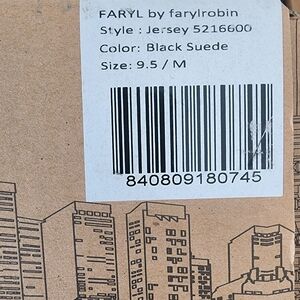 FARYL by farylrobin
Style : Jersey 5216600
Color: Black Suede
Size: 9.5 / M
840809180745